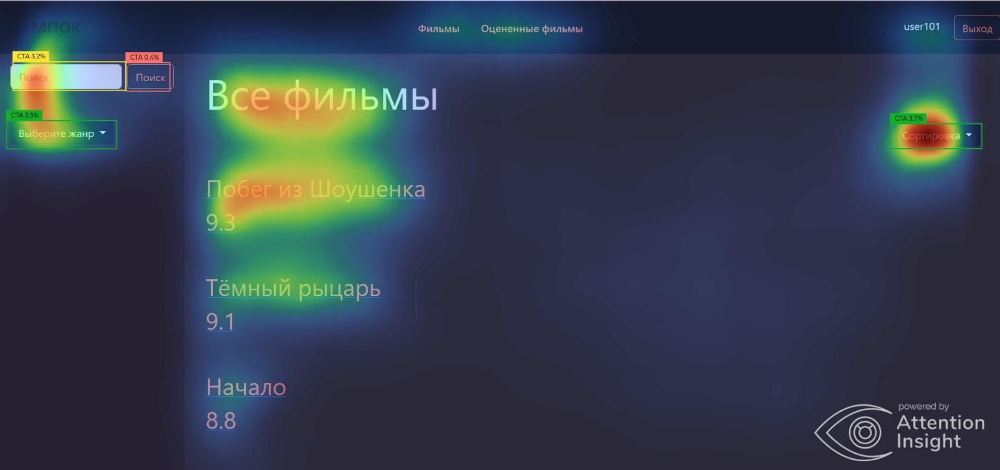 МПОК
Фильмы Оцененные фильмы
user101 Выход
CTA 3.2% CTA 0.4%
Поиск Поиск
Все фильмы
CTA 3.5%
Выберите жанр
CTA 3.7%
Сортировка
Побег из Шоушенка
9.3
Тёмный рыцарь
9.1
Начало
8.8
powered by
Attention
Insight